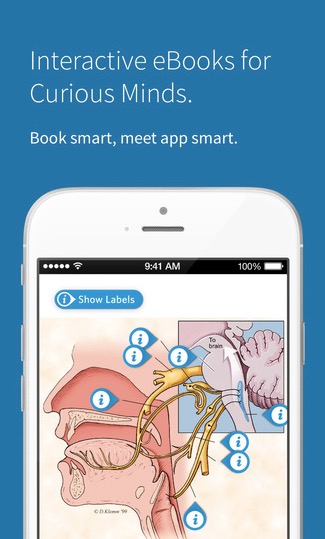 Interactive eBooks for
Curious Minds.
Book smart, meet app smart.
9:41 AM
100%
i Show Labels
To
brain
i
i
i
i
i
i
i
i
© D.Klemm '99